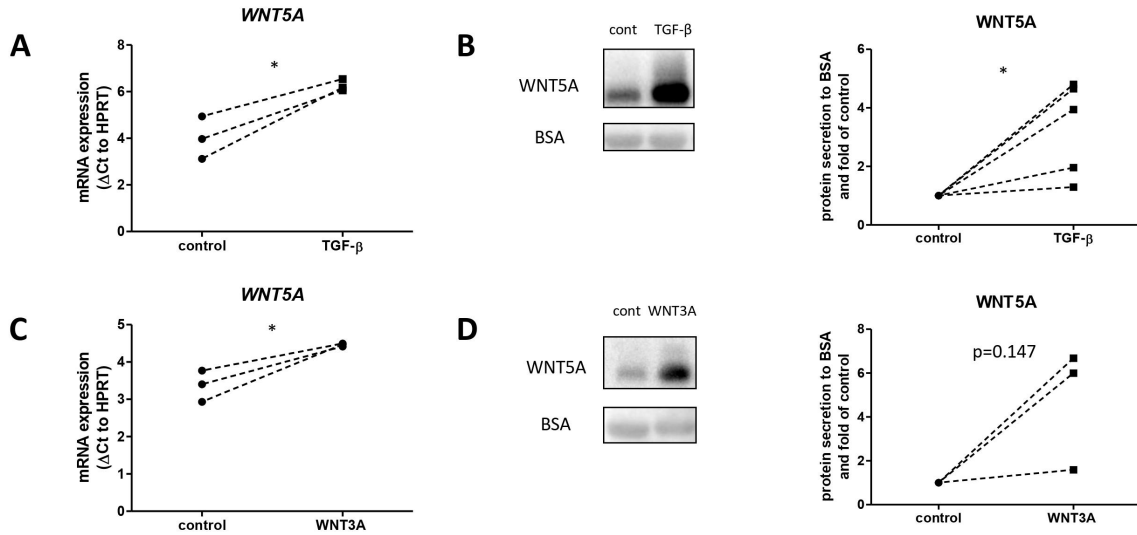 A
WNT5A
mRNA expression
(ΔCt to HPRT)
8
6
4
2
0
control
TGF-β
*
B
cont TGF-β
WNT5A
BSA
WNT5A
protein secretion to BSA
and fold of control
6
4
2
0
control
TGF-β
*
C
WNT5A
mRNA expression
(ΔCt to HPRT)
5
4
3
2
1
0
control
WNT3A
*
D
cont WNT3A
WNT5A
BSA
WNT5A
protein secretion to BSA
and fold of control
8
6
4
2
0
control
WNT3A
p=0.147